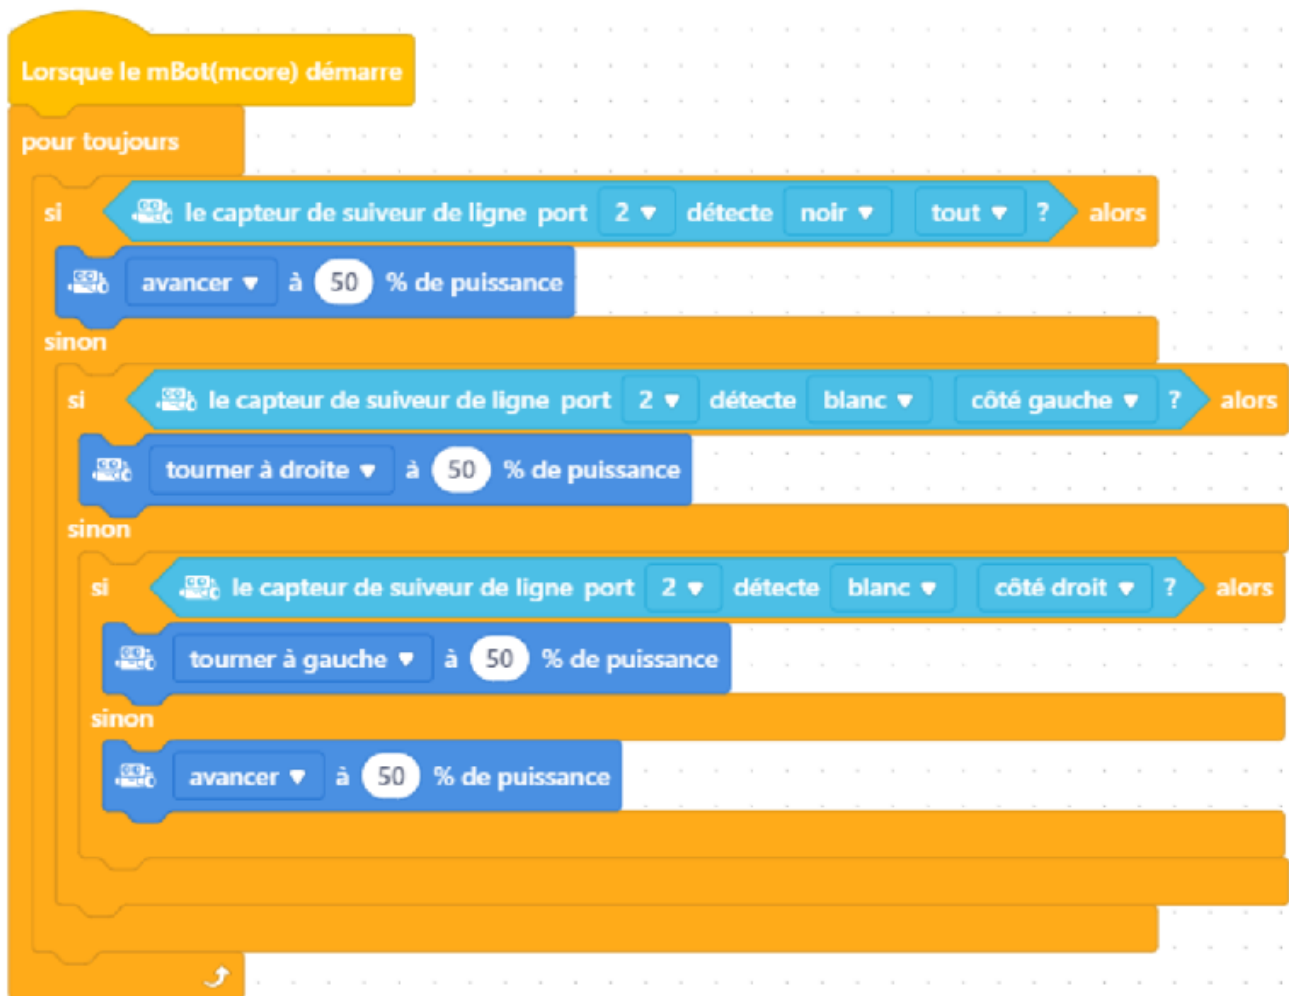 Lorsque le mBot(mcore) démarre
pour toujours
si le capteur de suiveur de ligne port 2 détecte noir tout ? alors
avancer à 50 % de puissance
sinon
si le capteur de suiveur de ligne port 2 détecte blanc côté gauche ? alors
tourner à droite à 50 % de puissance
sinon
si le capteur de suiveur de ligne port 2 détecte blanc côté droit ? alors
tourner à gauche à 50 % de puissance
sinon
avancer à 50 % de puissance